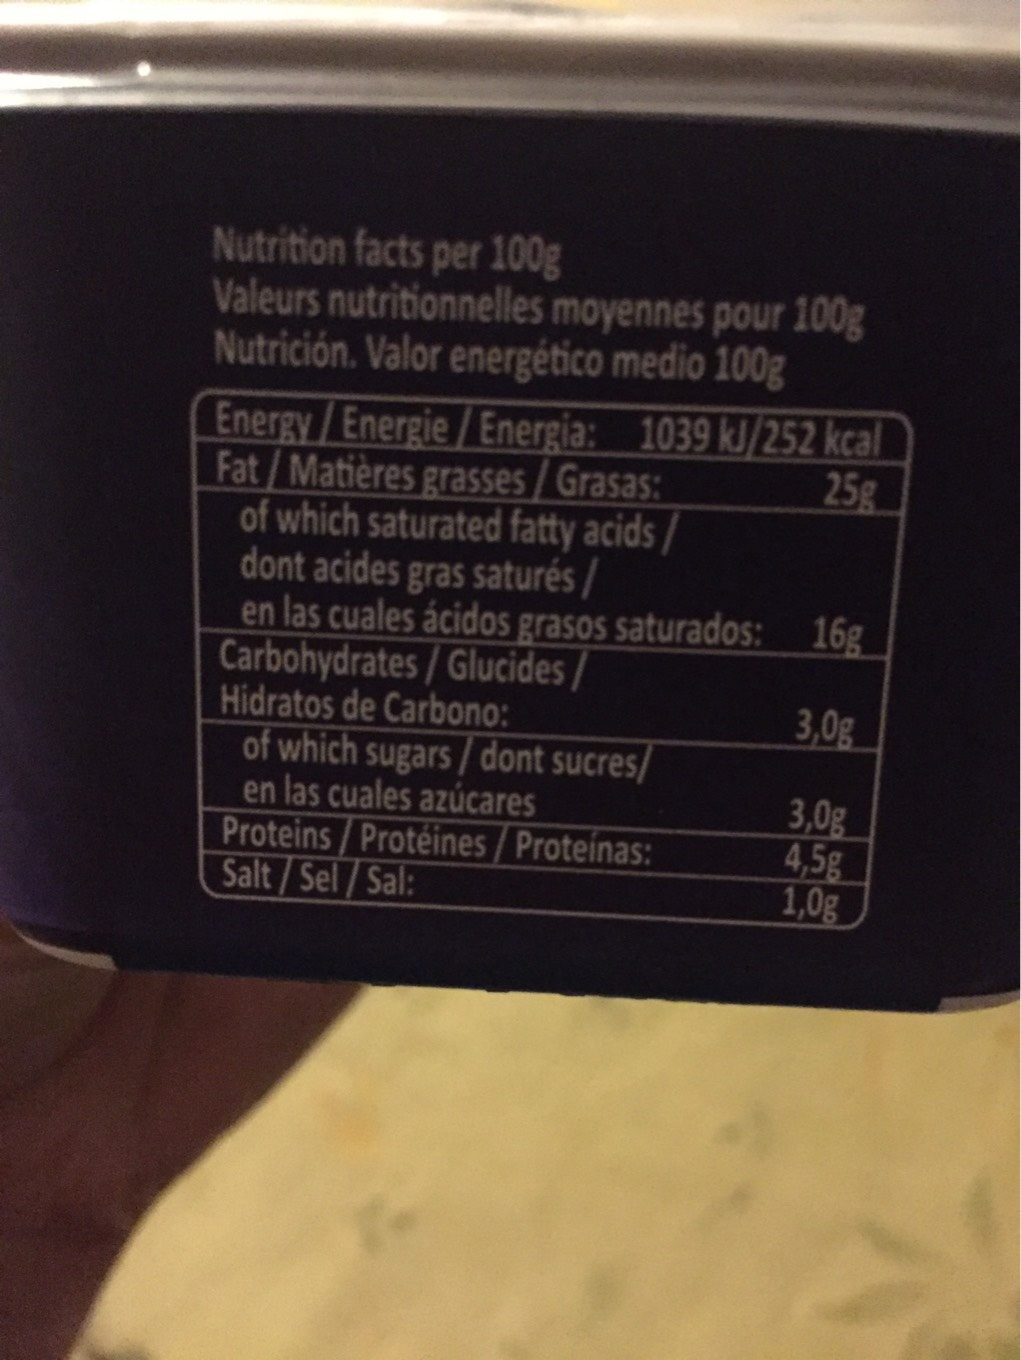 Nutrition facts per 100g
Valeurs nutritionnelles moyennes pour 100g
Nutrición. Valor energético medio 100g
Energy / Energie / Energia: 1039 kJ/252 kcal
Fat / Matières grasses / Grasas: 25g
of which saturated fatty acids /
dont acides gras saturés /
en las cuales ácidos grasos saturados: 16g
Carbohydrates / Glucides /
Hidratos de Carbono: 3,0g
of which sugars / dont sucres/
en las cuales azúcares 3,0g
Proteins / Protéines / Proteínas: 4,5g
Salt / Sel / Sal: 1,0g